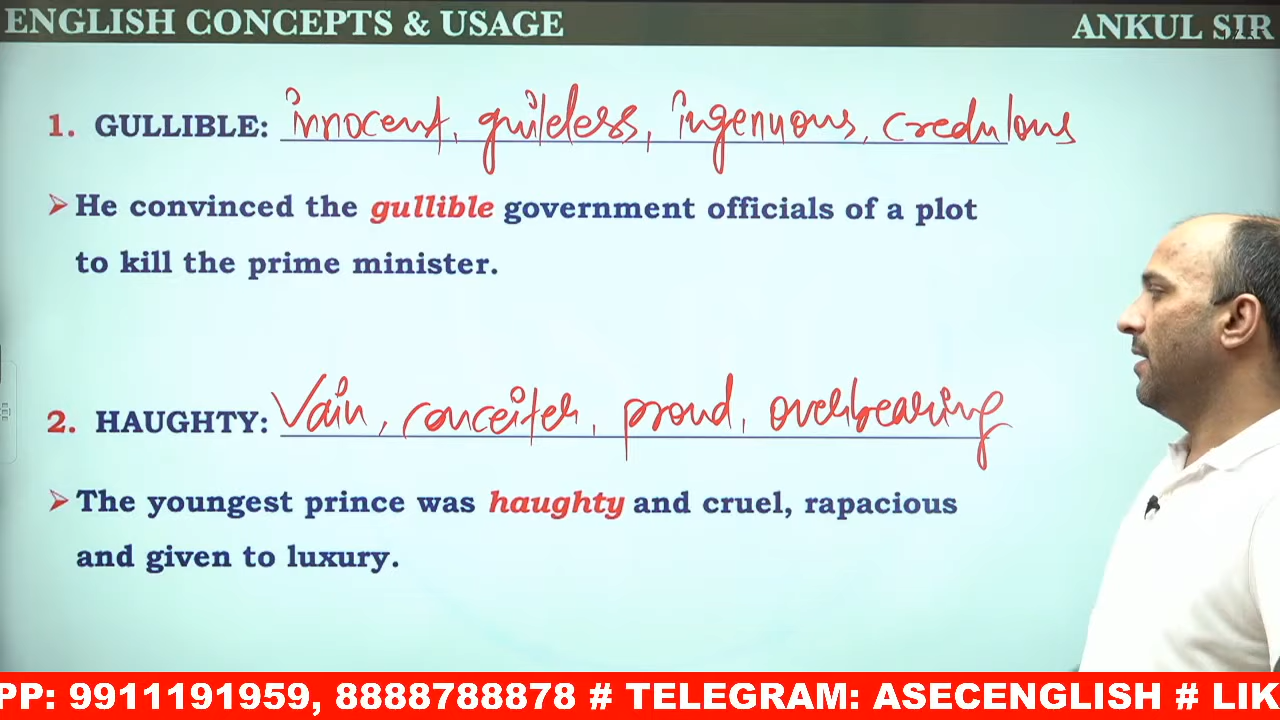 ENGLISH CONCEPTS & USAGE ANKUL SIR
1. GULLIBLE: innocent, guileless, ingenuous, credulous
➢ He convinced the gullible government officials of a plot
to kill the prime minister.
2. HAUGHTY: Vain, conceited, proud, overbearing
➢ The youngest prince was haughty and cruel, rapacious
and given to luxury.
PP: 9911191959, 8888788878 # TELEGRAM: ASECENGLISH # LIK